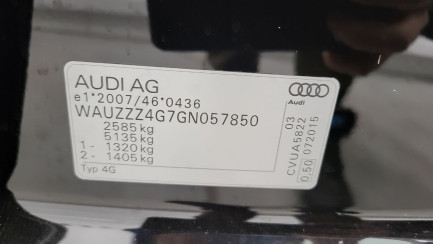 AUDI AG
e1*2007/46*0436
WAUZZZ4G7GN057850
2585 kg
5135 kg
1- 1320 kg
2- 1405 kg
Typ 4G
Audi
03
CVUA5822
0.50 072015